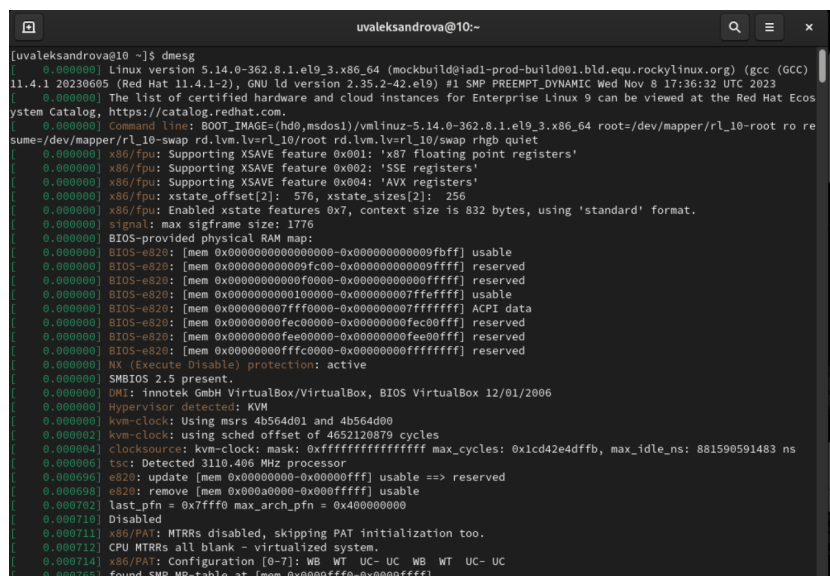 uvaleksandrova@10:~
[uvaleksandrova@10 ~]$ dmesg
[    0.000000] Linux version 5.14.0-362.8.1.el9_3.x86_64 (mockbuild@iad1-prod-build001.bld.equ.rockylinux.org) (gcc (GCC)
11.4.1 20230605 (Red Hat 11.4.1-2), GNU ld version 2.35.2-42.el9) #1 SMP PREEMPT_DYNAMIC Wed Nov 8 17:36:32 UTC 2023
[    0.000000] The list of certified hardware and cloud instances for Enterprise Linux 9 can be viewed at the Red Hat Ecos
ystem Catalog, https://catalog.redhat.com.
[    0.000000] Command line: BOOT_IMAGE=(hd0,msdos1)/vmlinuz-5.14.0-362.8.1.el9_3.x86_64 root=/dev/mapper/rl_10-root ro re
sume=/dev/mapper/rl_10-swap rd.lvm.lv=rl_10/root rd.lvm.lv=rl_10/swap rhgb quiet
[    0.000000] x86/fpu: Supporting XSAVE feature 0x001: 'x87 floating point registers'
[    0.000000] x86/fpu: Supporting XSAVE feature 0x002: 'SSE registers'
[    0.000000] x86/fpu: Supporting XSAVE feature 0x004: 'AVX registers'
[    0.000000] x86/fpu: xstate_offset[2]:  576, xstate_sizes[2]:  256
[    0.000000] x86/fpu: Enabled xstate features 0x7, context size is 832 bytes, using 'standard' format.
[    0.000000] signal: max sigframe size: 1776
[    0.000000] BIOS-provided physical RAM map:
[    0.000000] BIOS-e820: [mem 0x0000000000000000-0x000000000009fbff] usable
[    0.000000] BIOS-e820: [mem 0x000000000009fc00-0x000000000009ffff] reserved
[    0.000000] BIOS-e820: [mem 0x00000000000f0000-0x00000000000fffff] reserved
[    0.000000] BIOS-e820: [mem 0x0000000000100000-0x000000007ffeffff] usable
[    0.000000] BIOS-e820: [mem 0x000000007fff0000-0x000000007fffffff] ACPI data
[    0.000000] BIOS-e820: [mem 0x00000000fec00000-0x00000000fec00fff] reserved
[    0.000000] BIOS-e820: [mem 0x00000000fee00000-0x00000000fee00fff] reserved
[    0.000000] BIOS-e820: [mem 0x00000000fffc0000-0x00000000ffffffff] reserved
[    0.000000] NX (Execute Disable) protection: active
[    0.000000] SMBIOS 2.5 present.
[    0.000000] DMI: innotek GmbH VirtualBox/VirtualBox, BIOS VirtualBox 12/01/2006
[    0.000000] Hypervisor detected: KVM
[    0.000000] kvm-clock: Using msrs 4b564d01 and 4b564d00
[    0.000002] kvm-clock: using sched offset of 4652120879 cycles
[    0.000004] clocksource: kvm-clock: mask: 0xffffffffffffffff max_cycles: 0x1cd42e4dffb, max_idle_ns: 881590591483 ns
[    0.000006] tsc: Detected 3110.406 MHz processor
[    0.000696] e820: update [mem 0x00000000-0x00000fff] usable ==> reserved
[    0.000698] e820: remove [mem 0x000a0000-0x000fffff] usable
[    0.000702] last_pfn = 0x7fff0 max_arch_pfn = 0x400000000
[    0.000710] Disabled
[    0.000711] x86/PAT: MTRRs disabled, skipping PAT initialization too.
[    0.000712] CPU MTRRs all blank - virtualized system.
[    0.000714] x86/PAT: Configuration [0-7]: WB  WT  UC- UC  WB  WT  UC- UC
[    0.000765] found SMP MP-table at [mem 0x0009fff0-0x0009ffff]